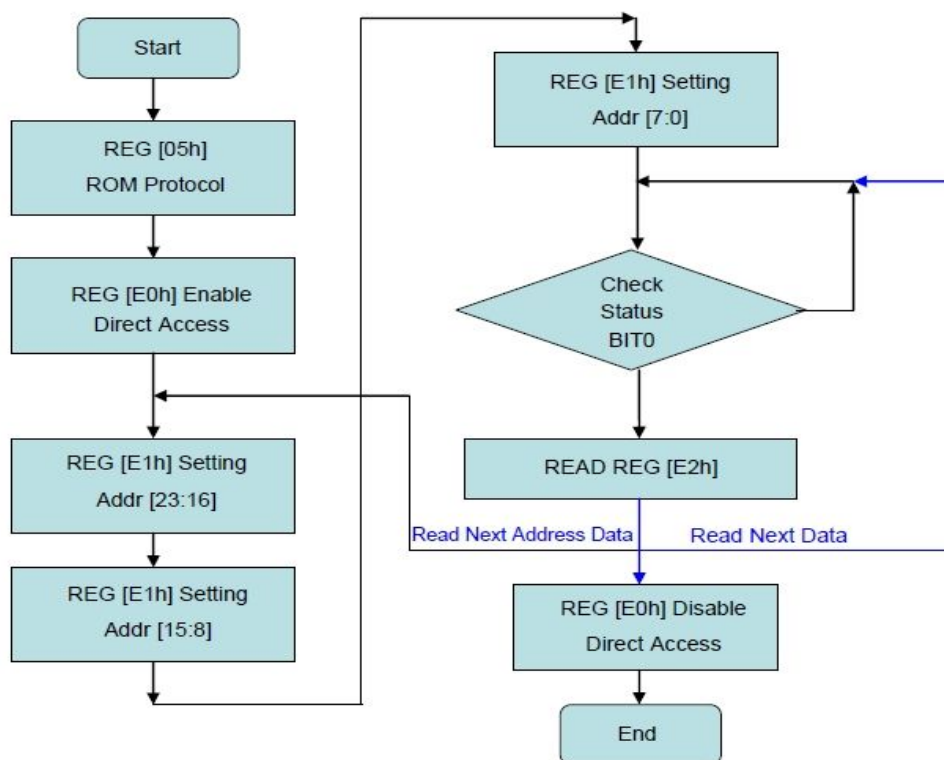 Start
REG [05h]
ROM Protocol
REG [E0h] Enable
Direct Access
REG [E1h] Setting
Addr [23:16]
REG [E1h] Setting
Addr [15:8]
REG [E1h] Setting
Addr [7:0]
Check
Status
BIT0
READ REG [E2h]
Read Next Address Data
Read Next Data
REG [E0h] Disable
Direct Access
End